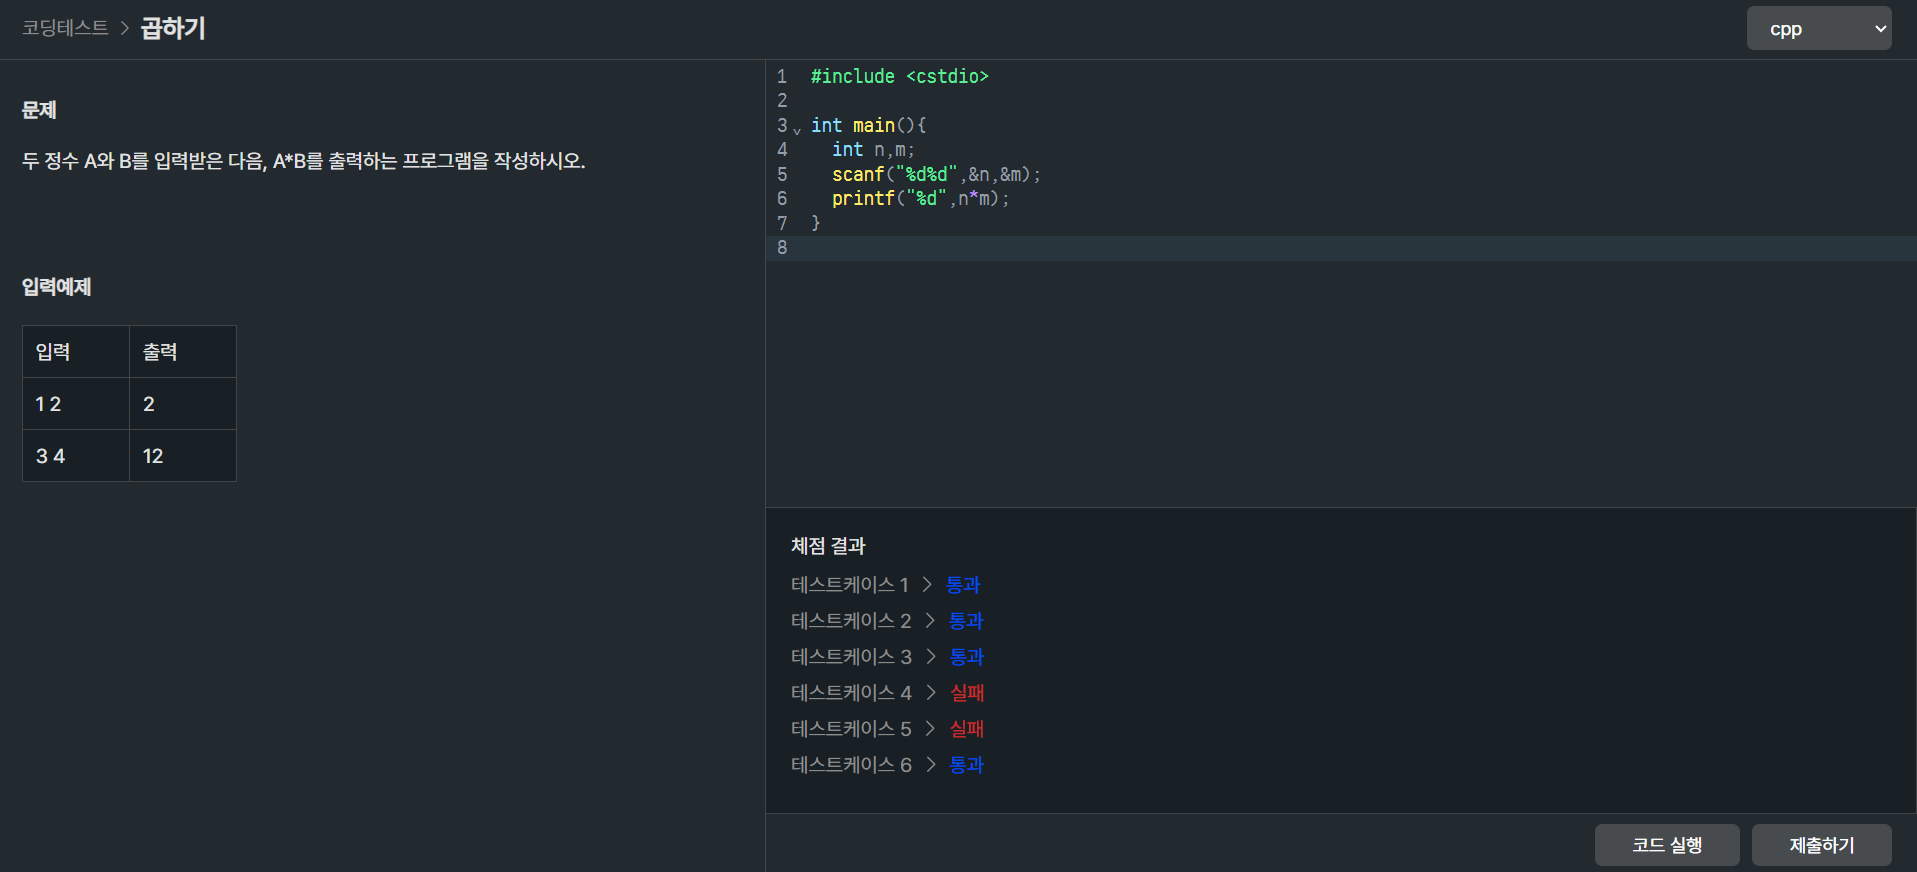 코딩테스트 > 곱하기
cpp
문제
두 정수 A와 B를 입력받은 다음, A*B를 출력하는 프로그램을 작성하시오.
입력예제
입력 출력
1 2 2
3 4 12
1 #include <cstdio>
2
3 int main(){
4 int n,m;
5 scanf("%d%d",&n,&m);
6 printf("%d",n*m);
7 }
8
체점 결과
테스트케이스 1 > 통과
테스트케이스 2 > 통과
테스트케이스 3 > 통과
테스트케이스 4 > 실패
테스트케이스 5 > 실패
테스트케이스 6 > 통과
코드 실행 제출하기